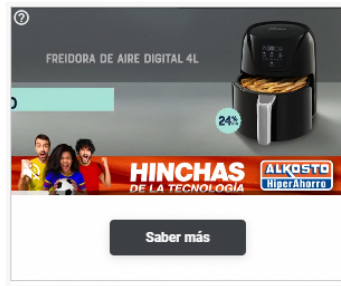 FREIDORA DE AIRE DIGITAL 4L
24%
HINCHAS
DE LA TECNOLOGÍA
ALKOSTO
HiperAhorro
Saber más